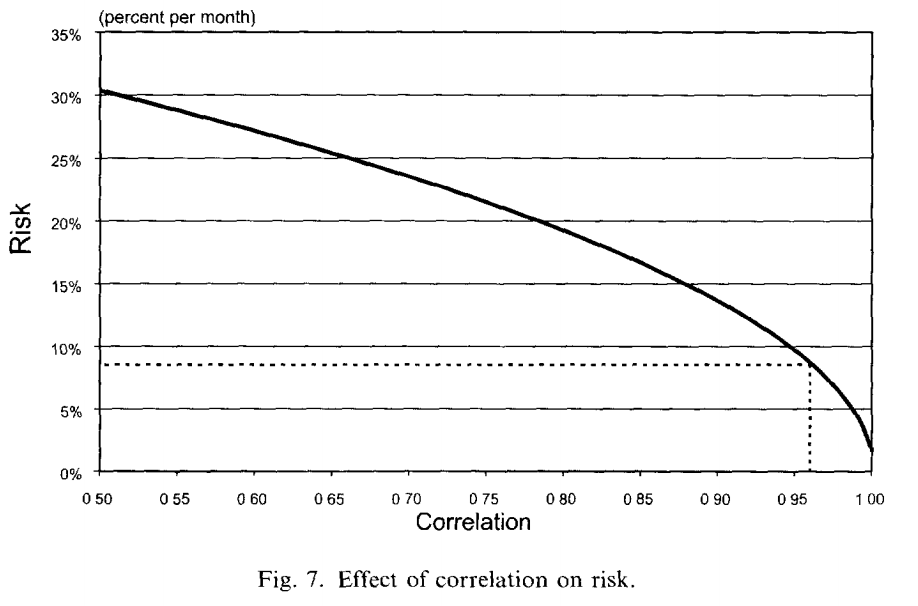 (percent per month)
35%
30%
25%
20%
15%
10%
5%
0%
Risk
0 50 0 55 0 60 0 65 0 70 0 75 0 80 0 85 0 90 0 95 1 00
Correlation
Fig. 7. Effect of correlation on risk.